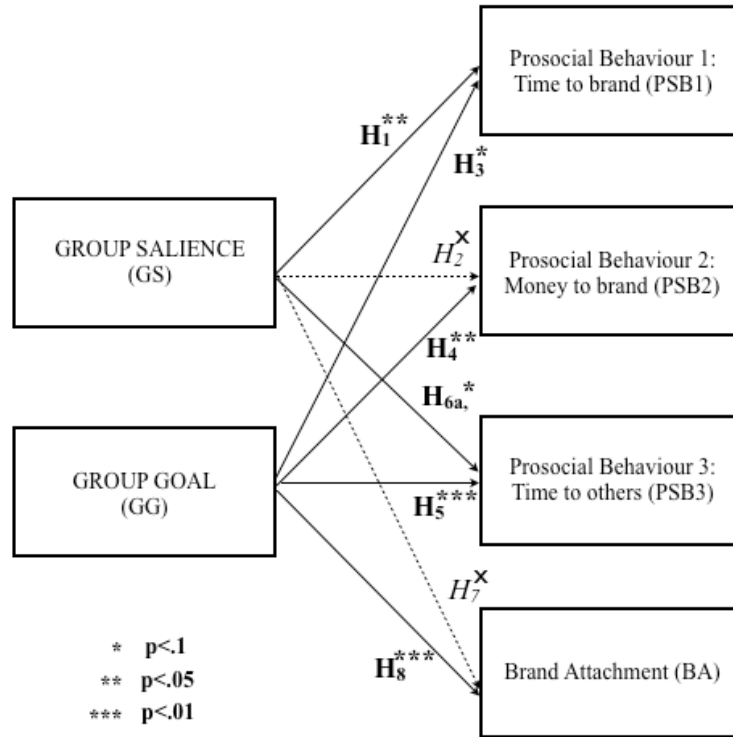 Prosocial Behaviour 1:
Time to brand (PSB1)
H1**
H3*
GROUP SALIENCE
(GS)
H2x
Prosocial Behaviour 2:
Money to brand (PSB2)
H4**
H6a,*
GROUP GOAL
(GG)
Prosocial Behaviour 3:
Time to others (PSB3)
H5***
H7x
* p<.1
H8***
Brand Attachment (BA)
** p<.05
*** p<.01